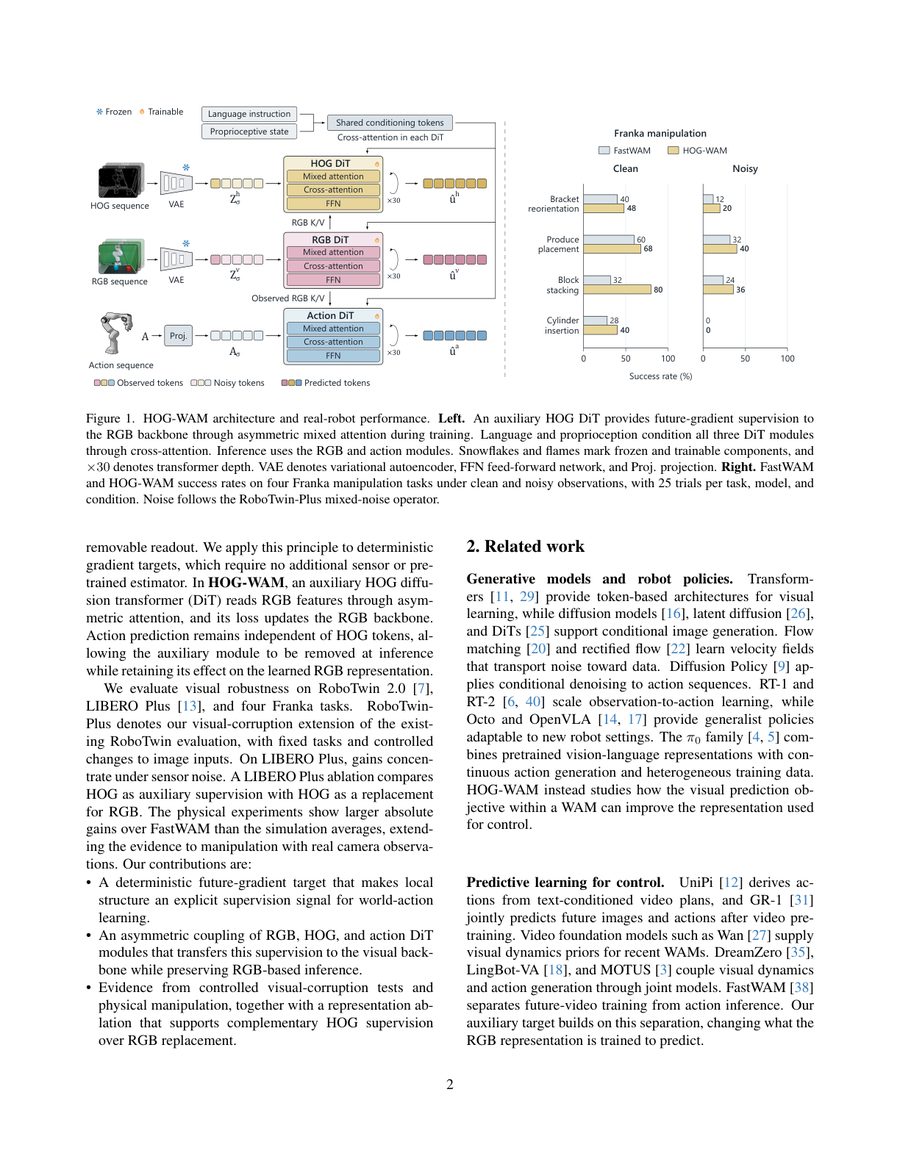 Frozen Trainable
Language instruction
Proprioceptive state
Shared conditioning tokens
Cross-attention in each DiT
HOG sequence
VAE
Z^h_σ
HOG DiT
Mixed attention
Cross-attention
FFN
×30
û^h
RGB K/V
RGB sequence
VAE
Z^v_σ
RGB DiT
Mixed attention
Cross-attention
FFN
×30
û^v
Observed RGB K/V
Action sequence
A
Proj.
A_σ
Action DiT
Mixed attention
Cross-attention
FFN
×30
û^a
Observed tokens Noisy tokens Predicted tokens
Franka manipulation
FastWAM HOG-WAM
Clean Noisy
Bracket
reorientation
40
48
12
20
Produce
placement
60
68
32
40
Block
stacking
32
80
24
36
Cylinder
insertion
28
40
0
0
0 50 100 0 50 100
Success rate (%)
Figure 1. HOG-WAM architecture and real-robot performance. Left. An auxiliary HOG DiT provides future-gradient supervision to
the RGB backbone through asymmetric mixed attention during training. Language and proprioception condition all three DiT modules
through cross-attention. Inference uses the RGB and action modules. Snowflakes and flames mark frozen and trainable components, and
×30 denotes transformer depth. VAE denotes variational autoencoder, FFN feed-forward network, and Proj. projection. Right. FastWAM
and HOG-WAM success rates on four Franka manipulation tasks under clean and noisy observations, with 25 trials per task, model, and
condition. Noise follows the RoboTwin-Plus mixed-noise operator.
removable readout. We apply this principle to deterministic
gradient targets, which require no additional sensor or pre-
trained estimator. In HOG-WAM, an auxiliary HOG diffu-
sion transformer (DiT) reads RGB features through asym-
metric attention, and its loss updates the RGB backbone.
Action prediction remains independent of HOG tokens, al-
lowing the auxiliary module to be removed at inference
while retaining its effect on the learned RGB representation.
We evaluate visual robustness on RoboTwin 2.0 [7],
LIBERO Plus [13], and four Franka tasks. RoboTwin-
Plus denotes our visual-corruption extension of the exist-
ing RoboTwin evaluation, with fixed tasks and controlled
changes to image inputs. On LIBERO Plus, gains concen-
trate under sensor noise. A LIBERO Plus ablation compares
HOG as auxiliary supervision with HOG as a replacement
for RGB. The physical experiments show larger absolute
gains over FastWAM than the simulation averages, extend-
ing the evidence to manipulation with real camera observa-
tions. Our contributions are:
• A deterministic future-gradient target that makes local
structure an explicit supervision signal for world-action
learning.
• An asymmetric coupling of RGB, HOG, and action DiT
modules that transfers this supervision to the visual back-
bone while preserving RGB-based inference.
• Evidence from controlled visual-corruption tests and
physical manipulation, together with a representation ab-
lation that supports complementary HOG supervision
over RGB replacement.
2. Related work
Generative models and robot policies. Transform-
ers [11, 29] provide token-based architectures for visual
learning, while diffusion models [16], latent diffusion [26],
and DiTs [25] support conditional image generation. Flow
matching [20] and rectified flow [22] learn velocity fields
that transport noise toward data. Diffusion Policy [9] ap-
plies conditional denoising to action sequences. RT-1 and
RT-2 [6, 40] scale observation-to-action learning, while
Octo and OpenVLA [14, 17] provide generalist policies
adaptable to new robot settings. The π0 family [4, 5] com-
bines pretrained vision-language representations with con-
tinuous action generation and heterogeneous training data.
HOG-WAM instead studies how the visual prediction ob-
jective within a WAM can improve the representation used
for control.
Predictive learning for control. UniPi [12] derives ac-
tions from text-conditioned video plans, and GR-1 [31]
jointly predicts future images and actions after video pre-
training. Video foundation models such as Wan [27] supply
visual dynamics priors for recent WAMs. DreamZero [35],
LingBot-VA [18], and MOTUS [3] couple visual dynamics
and action generation through joint models. FastWAM [38]
separates future-video training from action inference. Our
auxiliary target builds on this separation, changing what the
RGB representation is trained to predict.
2